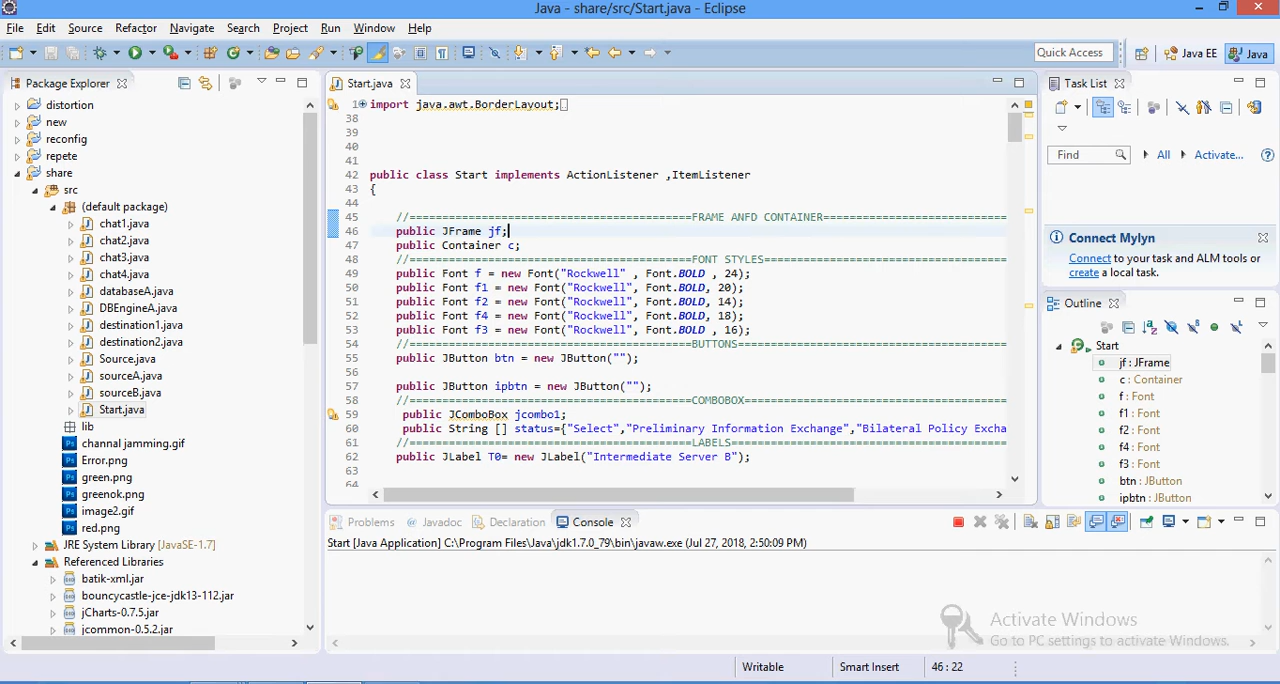 Java - share/src/Start.java - Eclipse
File Edit Source Refactor Navigate Search Project Run Window Help
Quick Access
Java EE
Java
Package Explorer
distortion
new
reconfig
repete
share
src
(default package)
chat1.java
chat2.java
chat3.java
chat4.java
databaseA.java
DBEngineA.java
destination1.java
destination2.java
Source.java
sourceA.java
sourceB.java
Start.java
lib
channal jamming.gif
Error.png
green.png
greenok.png
image2.gif
red.png
JRE System Library [JavaSE-1.7]
Referenced Libraries
batik-xml.jar
bouncycastle-jce-jdk13-112.jar
jCharts-0.7.5.jar
jcommon-0.5.2.jar
Start.java
1 import java.awt.BorderLayout;
38
39
40
41
42 public class Start implements ActionListener ,ItemListener
43 {
44
45 //===========================================FRAME ANFD CONTAINER============================
46 public JFrame jf;
47 public Container c;
48 //===========================================FONT STYLES=====================================
49 public Font f = new Font("Rockwell" , Font.BOLD , 24);
50 public Font f1 = new Font("Rockwell", Font.BOLD, 20);
51 public Font f2 = new Font("Rockwell", Font.BOLD, 14);
52 public Font f4 = new Font("Rockwell", Font.BOLD, 18);
53 public Font f3 = new Font("Rockwell", Font.BOLD , 16);
54 //===========================================BUTTONS=========================================
55 public JButton btn = new JButton("");
56
57 public JButton ipbtn = new JButton("");
58 //===========================================COMBOBOX========================================
59 public JComboBox jcombo1;
60 public String [] status={"Select","Preliminary Information Exchange","Bilateral Policy Excha
61 //===========================================LABELS==========================================
62 public JLabel T0= new JLabel("Intermediate Server B");
63
64
Task List
Find
All
Activate...
Connect Mylyn
Connect to your task and ALM tools or
create a local task.
Outline
Start
jf : JFrame
c : Container
f : Font
f1 : Font
f2 : Font
f4 : Font
f3 : Font
btn : JButton
ipbtn : JButton
Problems Javadoc Declaration Console
Start [Java Application] C:\Program Files\Java\jdk1.7.0_79\bin\javaw.exe (Jul 27, 2018, 2:50:09 PM)
Activate Windows
Go to PC settings to activate Windows.
Writable
Smart Insert
46 : 22